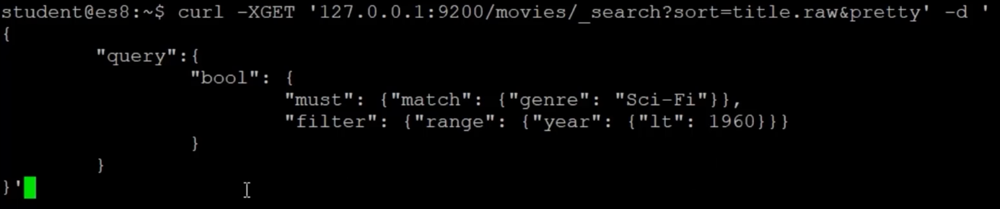 student@es8:~$ curl -XGET '127.0.0.1:9200/movies/_search?sort=title.raw&pretty' -d '
{
"query":{
"bool": {
"must": {"match": {"genre": "Sci-Fi"}},
"filter": {"range": {"year": {"lt": 1960}}}
}
}
}'